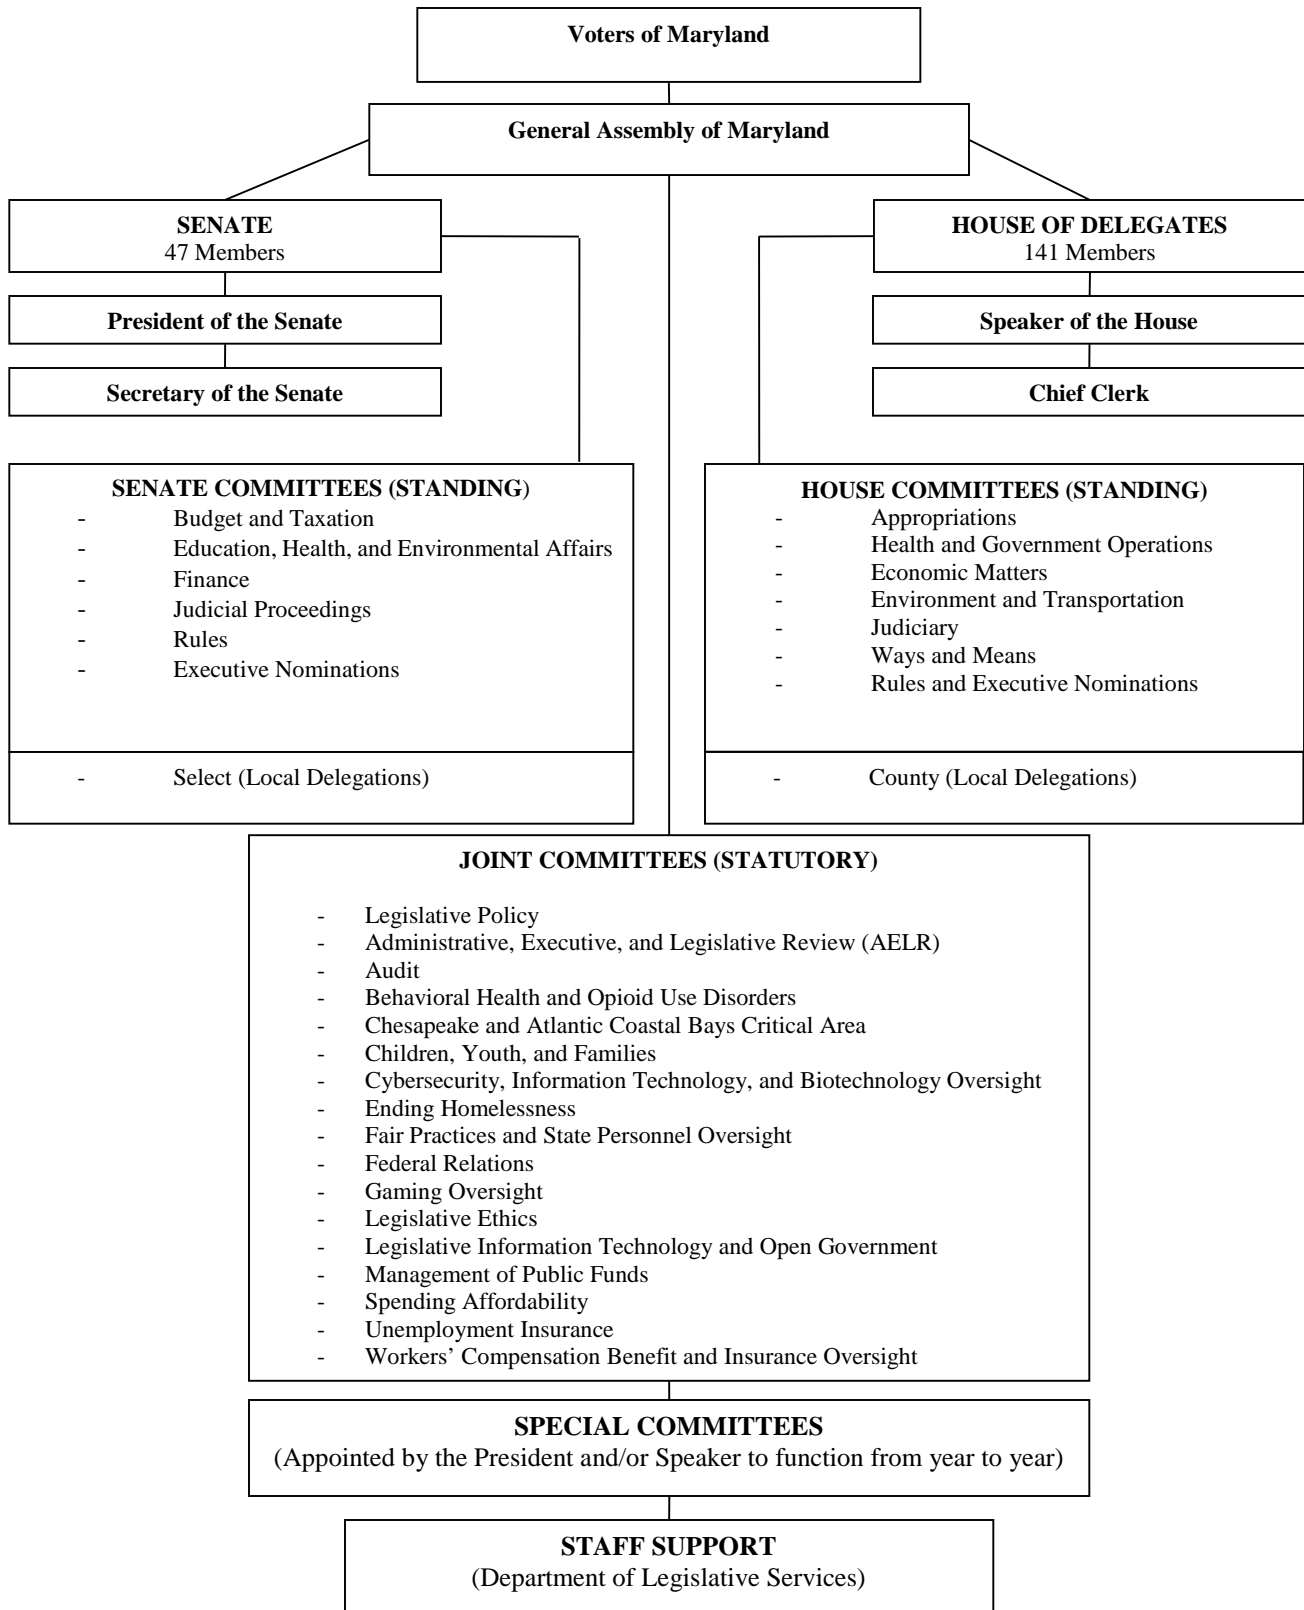 Voters of Maryland
General Assembly of Maryland
SENATE
47 Members
HOUSE OF DELEGATES
141 Members
President of the Senate
Speaker of the House
Secretary of the Senate
Chief Clerk
SENATE COMMITTEES (STANDING)
- Budget and Taxation
- Education, Health, and Environmental Affairs
- Finance
- Judicial Proceedings
- Rules
- Executive Nominations
- Select (Local Delegations)
HOUSE COMMITTEES (STANDING)
- Appropriations
- Health and Government Operations
- Economic Matters
- Environment and Transportation
- Judiciary
- Ways and Means
- Rules and Executive Nominations
- County (Local Delegations)
JOINT COMMITTEES (STATUTORY)
- Legislative Policy
- Administrative, Executive, and Legislative Review (AELR)
- Audit
- Behavioral Health and Opioid Use Disorders
- Chesapeake and Atlantic Coastal Bays Critical Area
- Children, Youth, and Families
- Cybersecurity, Information Technology, and Biotechnology Oversight
- Ending Homelessness
- Fair Practices and State Personnel Oversight
- Federal Relations
- Gaming Oversight
- Legislative Ethics
- Legislative Information Technology and Open Government
- Management of Public Funds
- Spending Affordability
- Unemployment Insurance
- Workers’ Compensation Benefit and Insurance Oversight
SPECIAL COMMITTEES
(Appointed by the President and/or Speaker to function from year to year)
STAFF SUPPORT
(Department of Legislative Services)